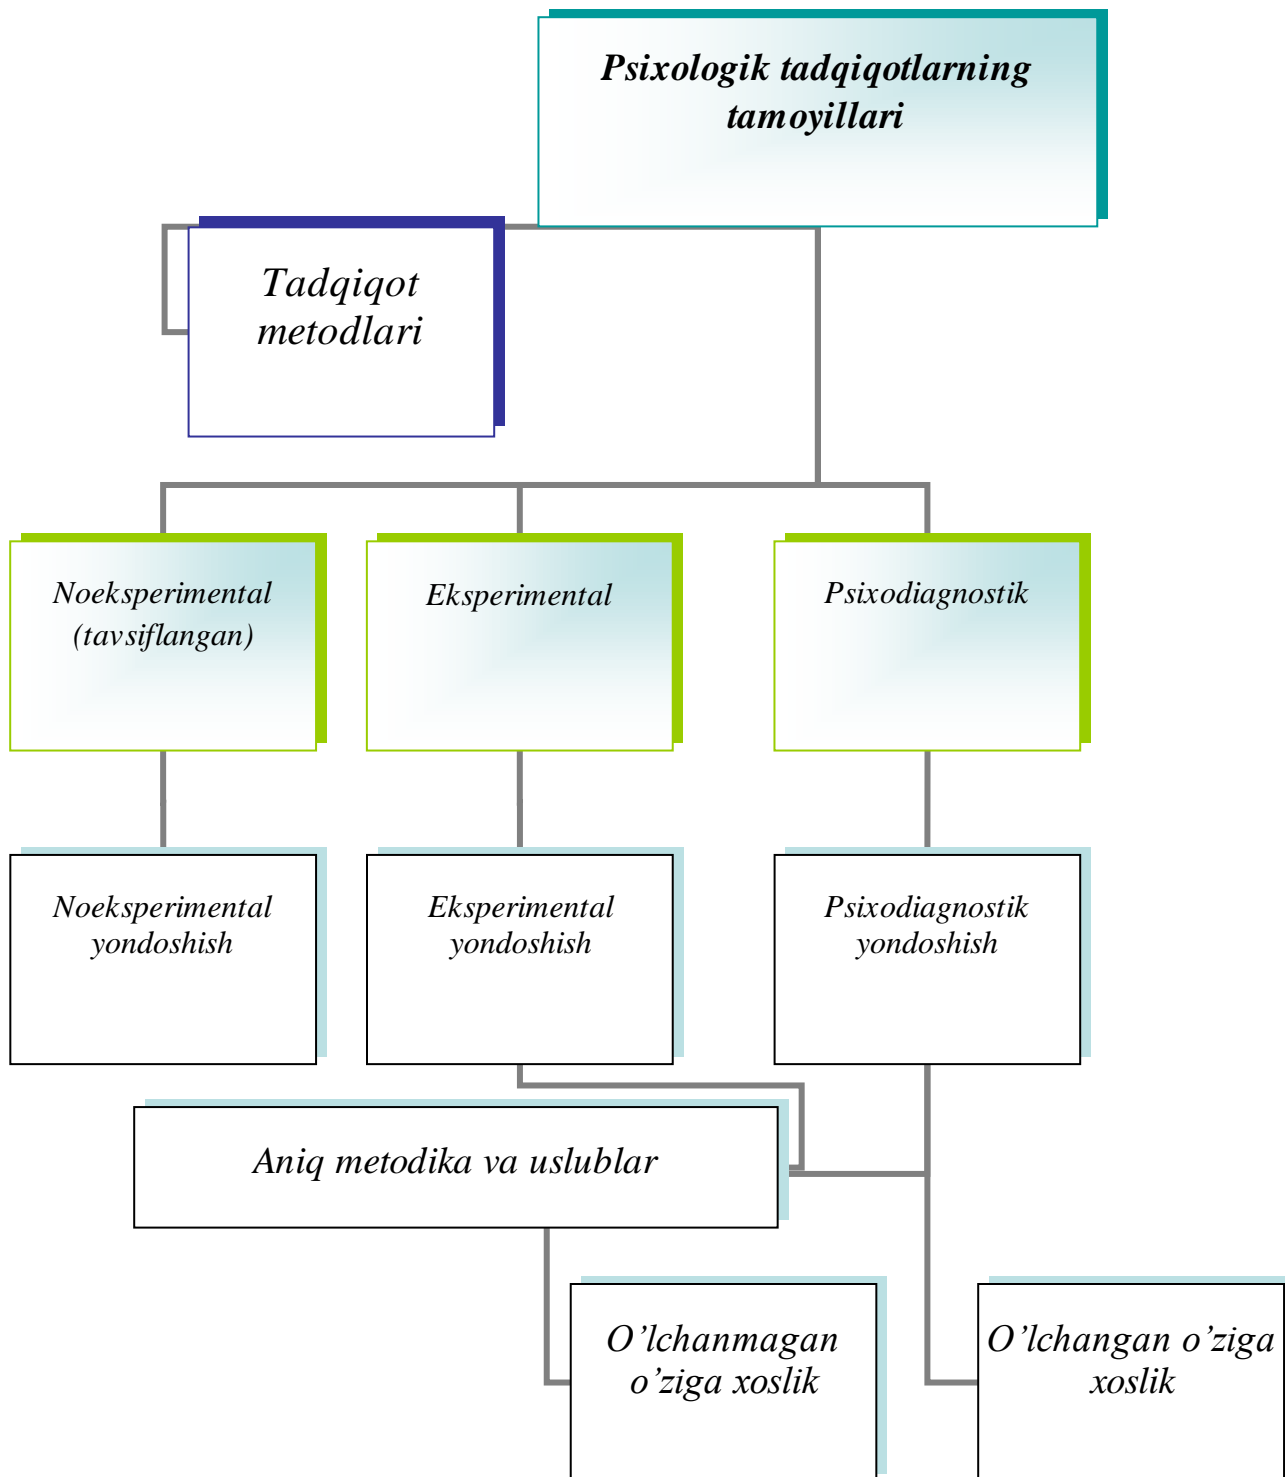 Psixologik tadqiqotlarning
tamoyillari
Tadqiqot
metodlari
Noeksperimental
(tavsiflangan)
Eksperimental
Psixodiagnostik
Noeksperimental
yondoshish
Eksperimental
yondoshish
Psixodiagnostik
yondoshish
Aniq metodika va uslublar
O’lchanmagan
o’ziga xoslik
O’lchangan o’ziga
xoslik